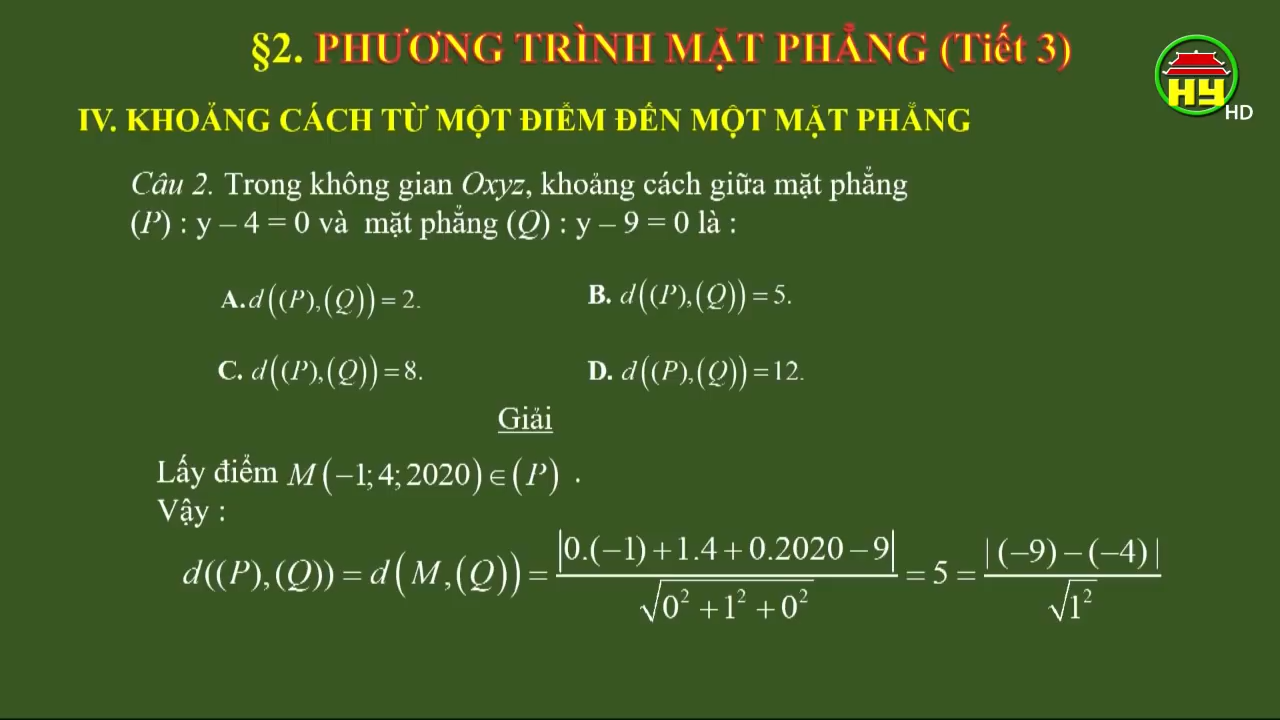 §2. PHƯƠNG TRÌNH MẶT PHẲNG (Tiết 3)
HY
HD
IV. KHOẢNG CÁCH TỪ MỘT ĐIỂM ĐẾN MỘT MẶT PHẲNG
Câu 2. Trong không gian Oxyz, khoảng cách giữa mặt phẳng
(P) : y – 4 = 0 và mặt phẳng (Q) : y – 9 = 0 là :
A. d((P),(Q)) = 2.
B. d((P),(Q)) = 5.
C. d((P),(Q)) = 8.
D. d((P),(Q)) = 12.
Giải
Lấy điểm M(−1; 4; 2020) ∈ (P) .
Vậy :
d((P),(Q)) = d(M,(Q)) = |0.(−1) + 1.4 + 0.2020 − 9| / √(0² + 1² + 0²) = 5 = |(−9) − (−4)| / √(1²)